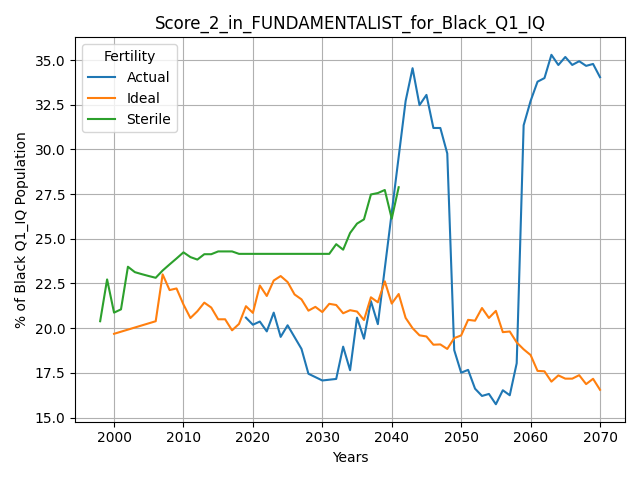 Score_2_in_FUNDAMENTALIST_for_Black_Q1_IQ
Fertility
Actual
Ideal
Sterile
% of Black Q1_IQ Population
35.0
32.5
30.0
27.5
25.0
22.5
20.0
17.5
15.0
2000 2010 2020 2030 2040 2050 2060 2070
Years